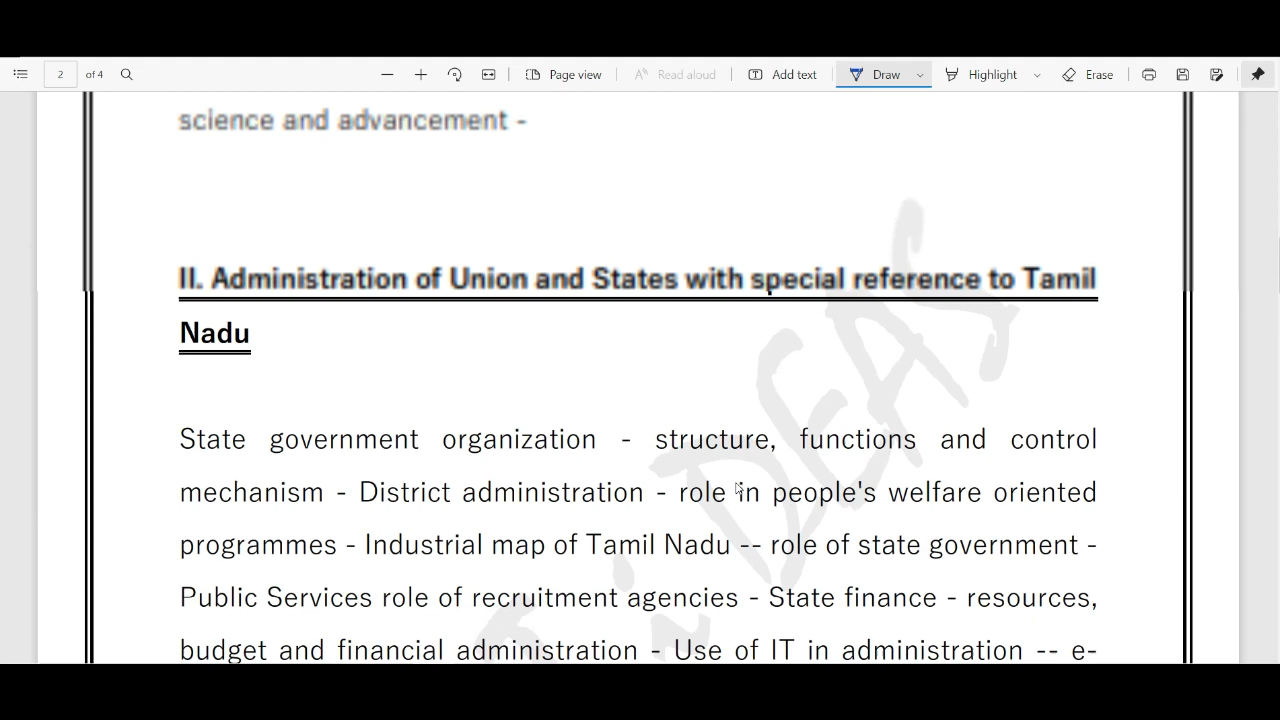 2 of 4 Page view Read aloud Add text Draw Highlight Erase
science and advancement -
II. Administration of Union and States with special reference to Tamil
Nadu
State government organization - structure, functions and control
mechanism - District administration - role in people's welfare oriented
programmes - Industrial map of Tamil Nadu -- role of state government -
Public Services role of recruitment agencies - State finance - resources,
budget and financial administration - Use of IT in administration -- e-